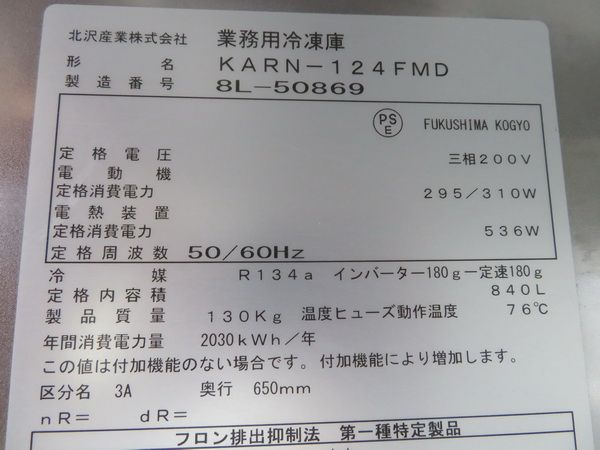 北沢産業株式会社 業務用冷凍庫
形名 KARN-124FMD
製造番号 8L-50869
PSE FUKUSHIMA KOGYO
定格電圧 三相200V
電動機
定格消費電力 295/310W
電熱装置
定格消費電力 536W
定格周波数 50/60Hz
冷媒 R134a インバーター180g-定速180g
定格内容積 840L
製品質量 130Kg 温度ヒューズ動作温度 76℃
年間消費電力量 2030kWh/年
この値は付加機能のない場合です。付加機能により増加します。
区分名 3A 奥行 650mm
nR= dR=
フロン排出抑制法 第一種特定製品